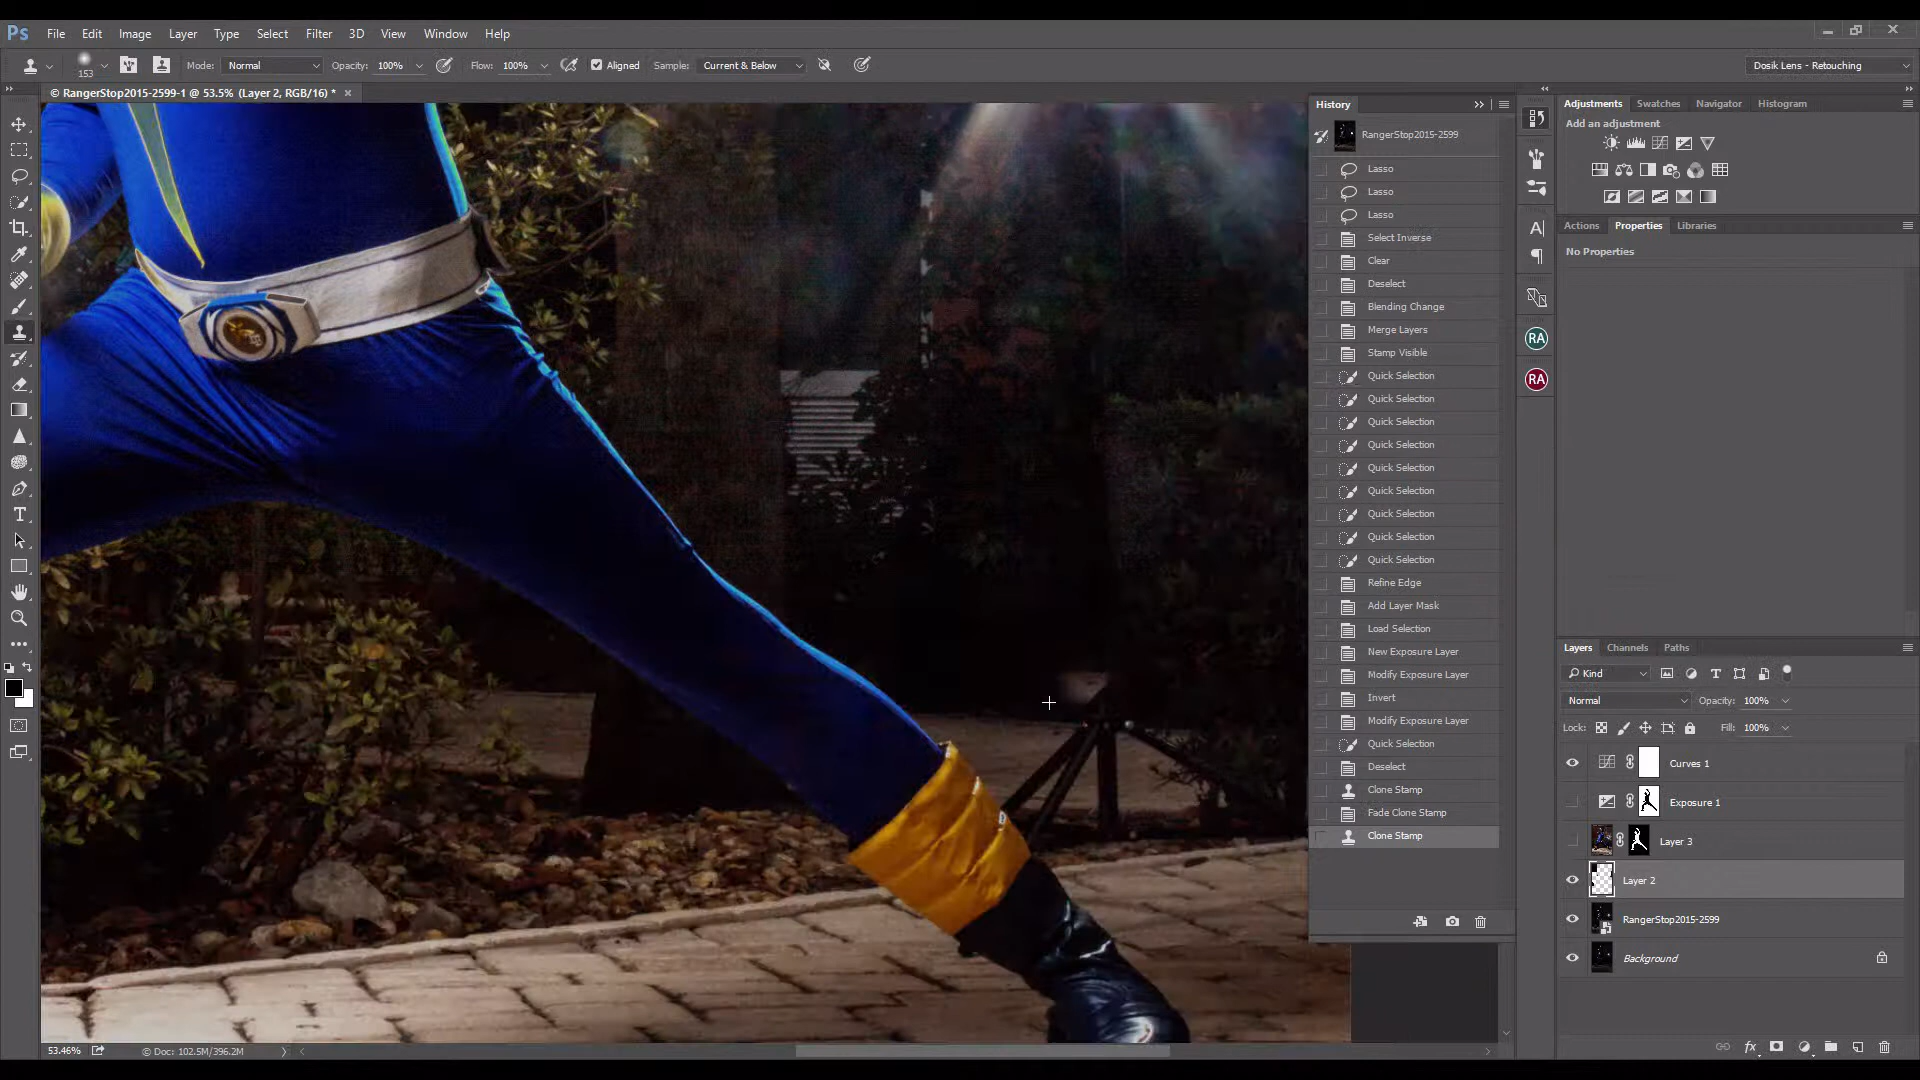 Ps File Edit Image Layer Type Select Filter 3D View Window Help
153 Mode: Normal Opacity: 100% Flow: 100% Aligned Sample: Current & Below Dosik Lens - Retouching
© RangerStop2015-2599-1 @ 53.5% (Layer 2, RGB/16) * ×
History
RangerStop2015-2599
Lasso
Lasso
Lasso
Select Inverse
Clear
Deselect
Blending Change
Merge Layers
Stamp Visible
Quick Selection
Quick Selection
Quick Selection
Quick Selection
Quick Selection
Quick Selection
Quick Selection
Quick Selection
Quick Selection
Refine Edge
Add Layer Mask
Load Selection
New Exposure Layer
Modify Exposure Layer
Invert
Modify Exposure Layer
Quick Selection
Deselect
Clone Stamp
Fade Clone Stamp
Clone Stamp
RA
RA
Adjustments Swatches Navigator Histogram
Add an adjustment
Actions Properties Libraries
No Properties
Layers Channels Paths
Kind
Normal Opacity: 100%
Lock: Fill: 100%
Curves 1
Exposure 1
Layer 3
Layer 2
RangerStop2015-2599
Background
fx
53.46% © Doc: 102.5M/396.2M